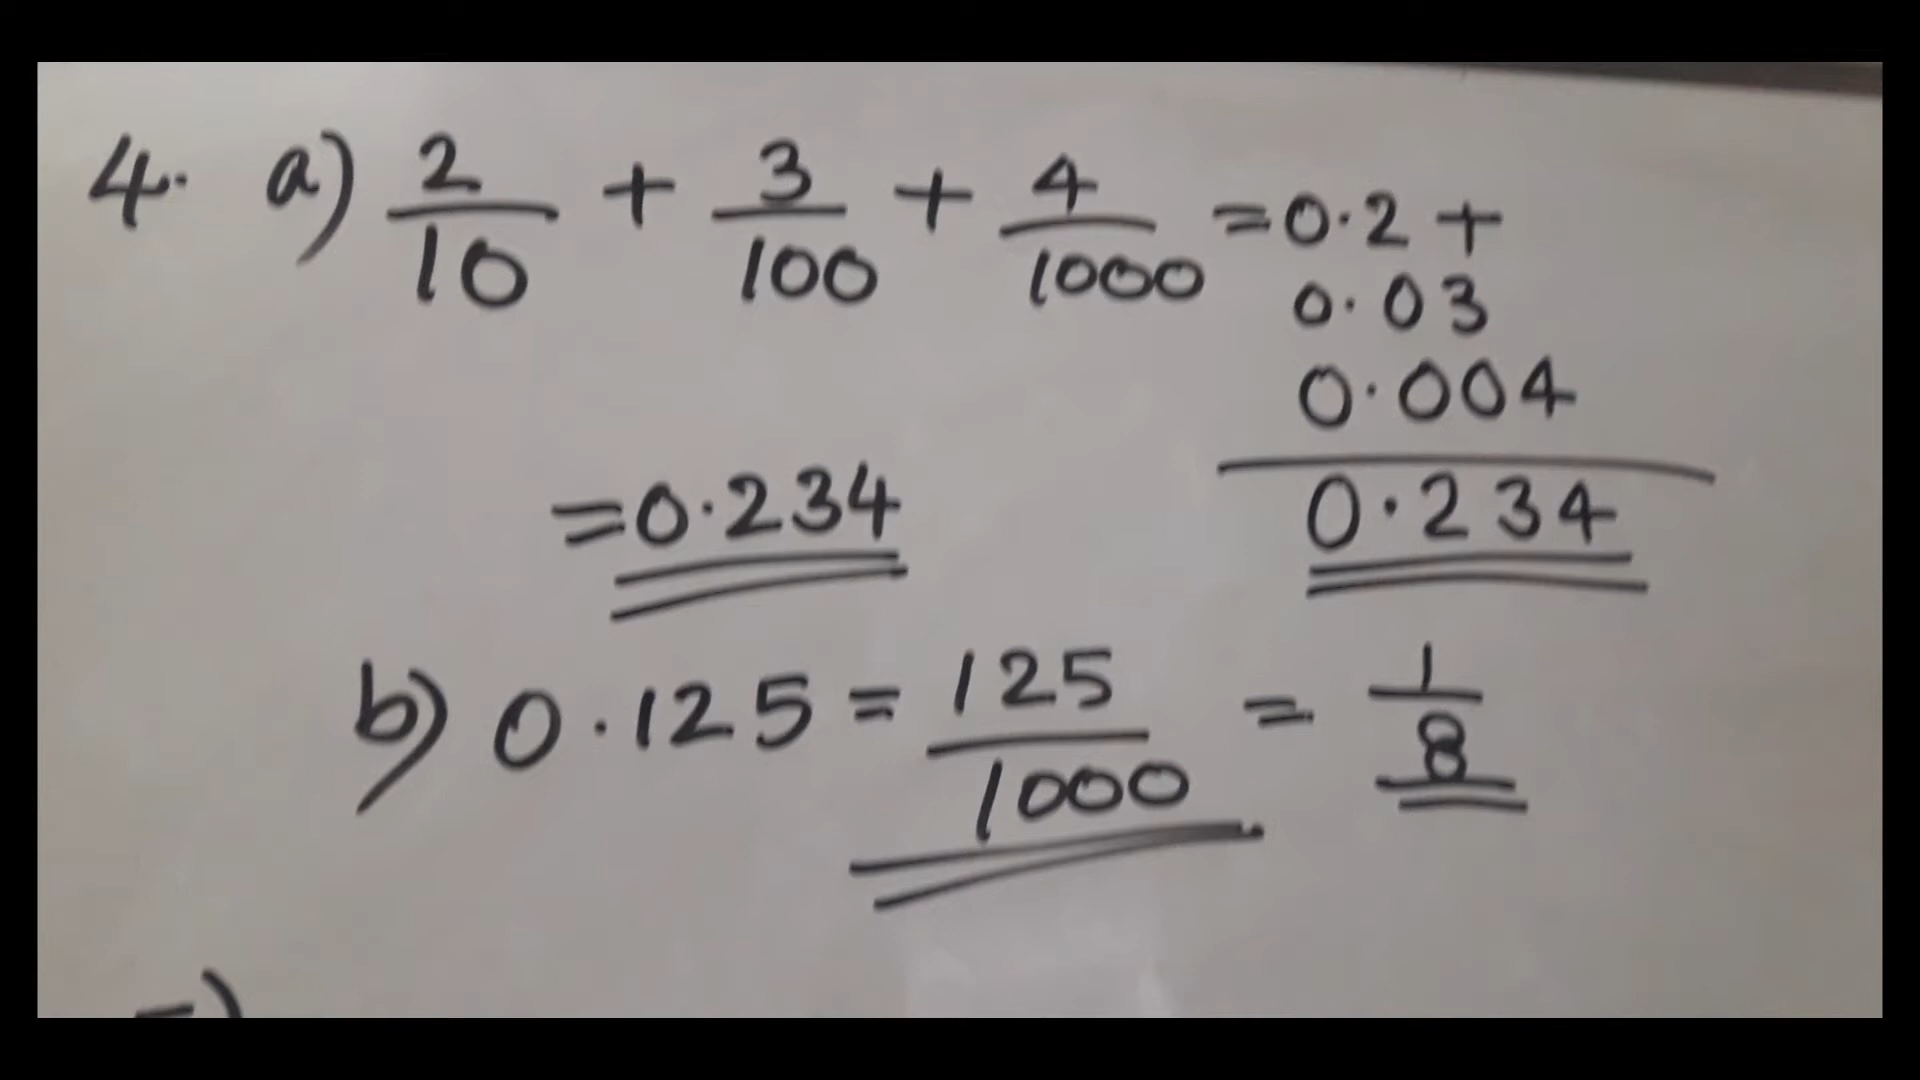 4. a) 2/10 + 3/100 + 4/1000 = 0.2 +
0.03
0.004
= 0.234 0.234
b) 0.125 = 125/1000 = 1/8